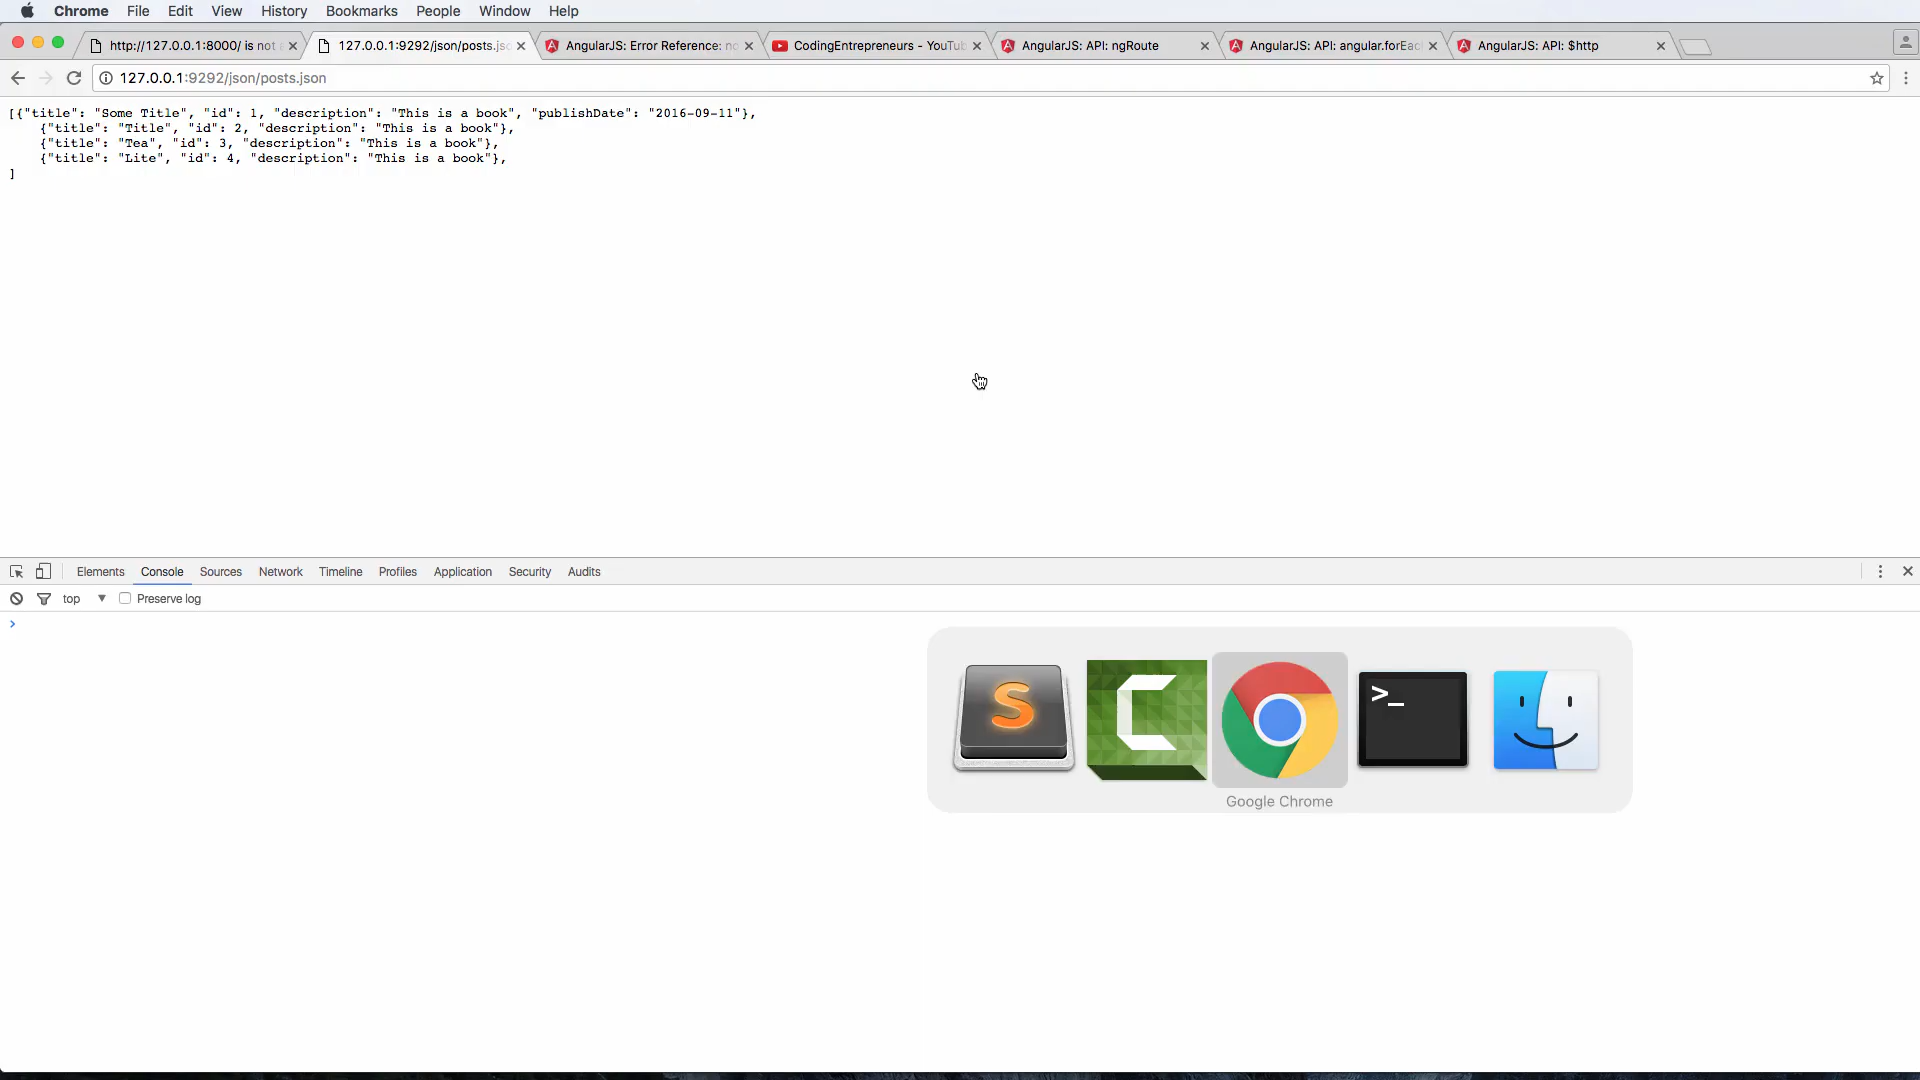 Chrome File Edit View History Bookmarks People Window Help
http://127.0.0.1:8000/ is not
127.0.0.1:9292/json/posts.jso
AngularJS: Error Reference:
CodingEntrepreneurs - YouTub
AngularJS: API: ngRoute
AngularJS: API: angular.forEac
AngularJS: API: $http
127.0.0.1:9292/json/posts.json
[{"title": "Some Title", "id": 1, "description": "This is a book", "publishDate": "2016-09-11"},
{"title": "Title", "id": 2, "description": "This is a book"},
{"title": "Tea", "id": 3, "description": "This is a book"},
{"title": "Lite", "id": 4, "description": "This is a book"},
]
Elements Console Sources Network Timeline Profiles Application Security Audits
top Preserve log
>
S C >_
Google Chrome